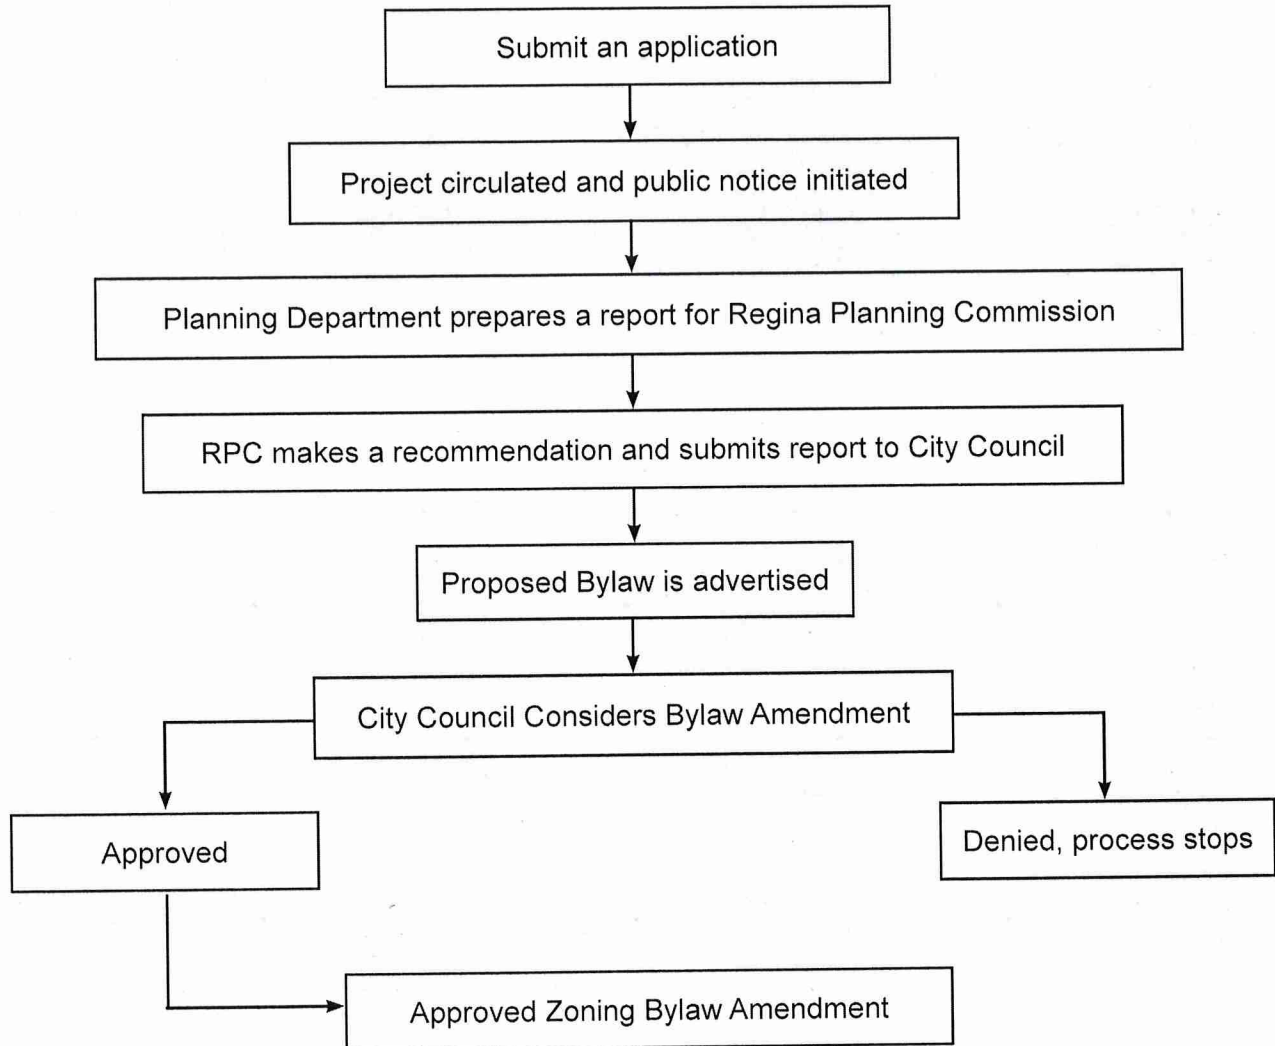 Submit an application
Project circulated and public notice initiated
Planning Department prepares a report for Regina Planning Commission
RPC makes a recommendation and submits report to City Council
Proposed Bylaw is advertised
City Council Considers Bylaw Amendment
Approved
Denied, process stops
Approved Zoning Bylaw Amendment